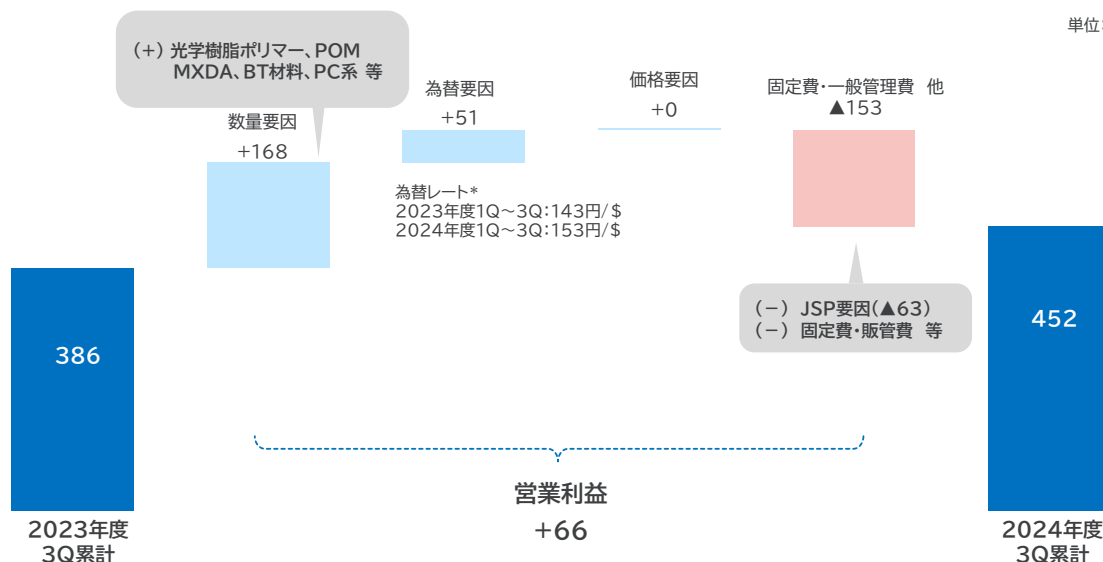 単位:
(+) 光学樹脂ポリマー、POM
MXDA、BT材料、PC系 等
数量要因
+168
為替要因
+51
価格要因
+0
固定費・一般管理費 他
▲153
為替レート*
2023年度1Q~3Q:143円/$
2024年度1Q~3Q:153円/$
(-) JSP要因(▲63)
(-) 固定費・販管費 等
386
452
営業利益
+66
2023年度
3Q累計
2024年度
3Q累計